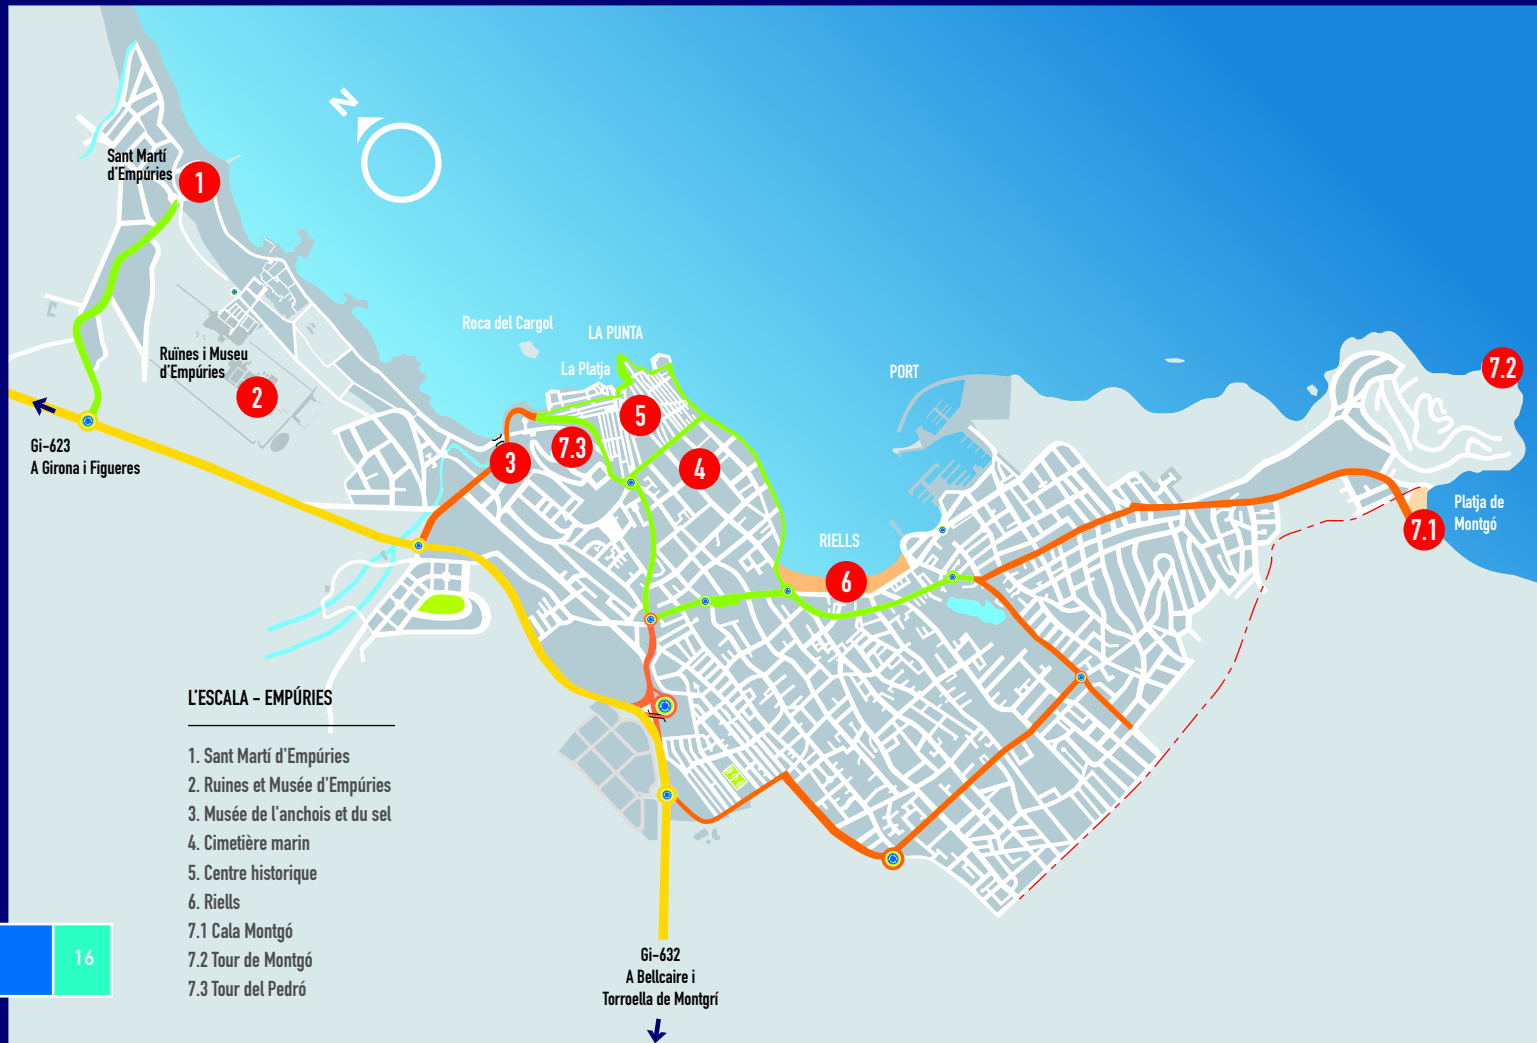 N
Sant Martí
d'Empúries
1
Roca del Cargol
LA PUNTA
La Platja
PORT
7.2
Ruïnes i Museu
d'Empúries
2
5
7.3
3
4
Gi-623
A Girona i Figueres
Platja de
Montgó
7.1
RIELLS
6
L'ESCALA - EMPÚRIES
1. Sant Martí d'Empúries
2. Ruines et Musée d'Empúries
3. Musée de l'anchois et du sel
4. Cimetière marin
5. Centre historique
6. Riells
7.1 Cala Montgó
7.2 Tour de Montgó
7.3 Tour del Pedró
16
Gi-632
A Bellcaire i
Torroella de Montgrí